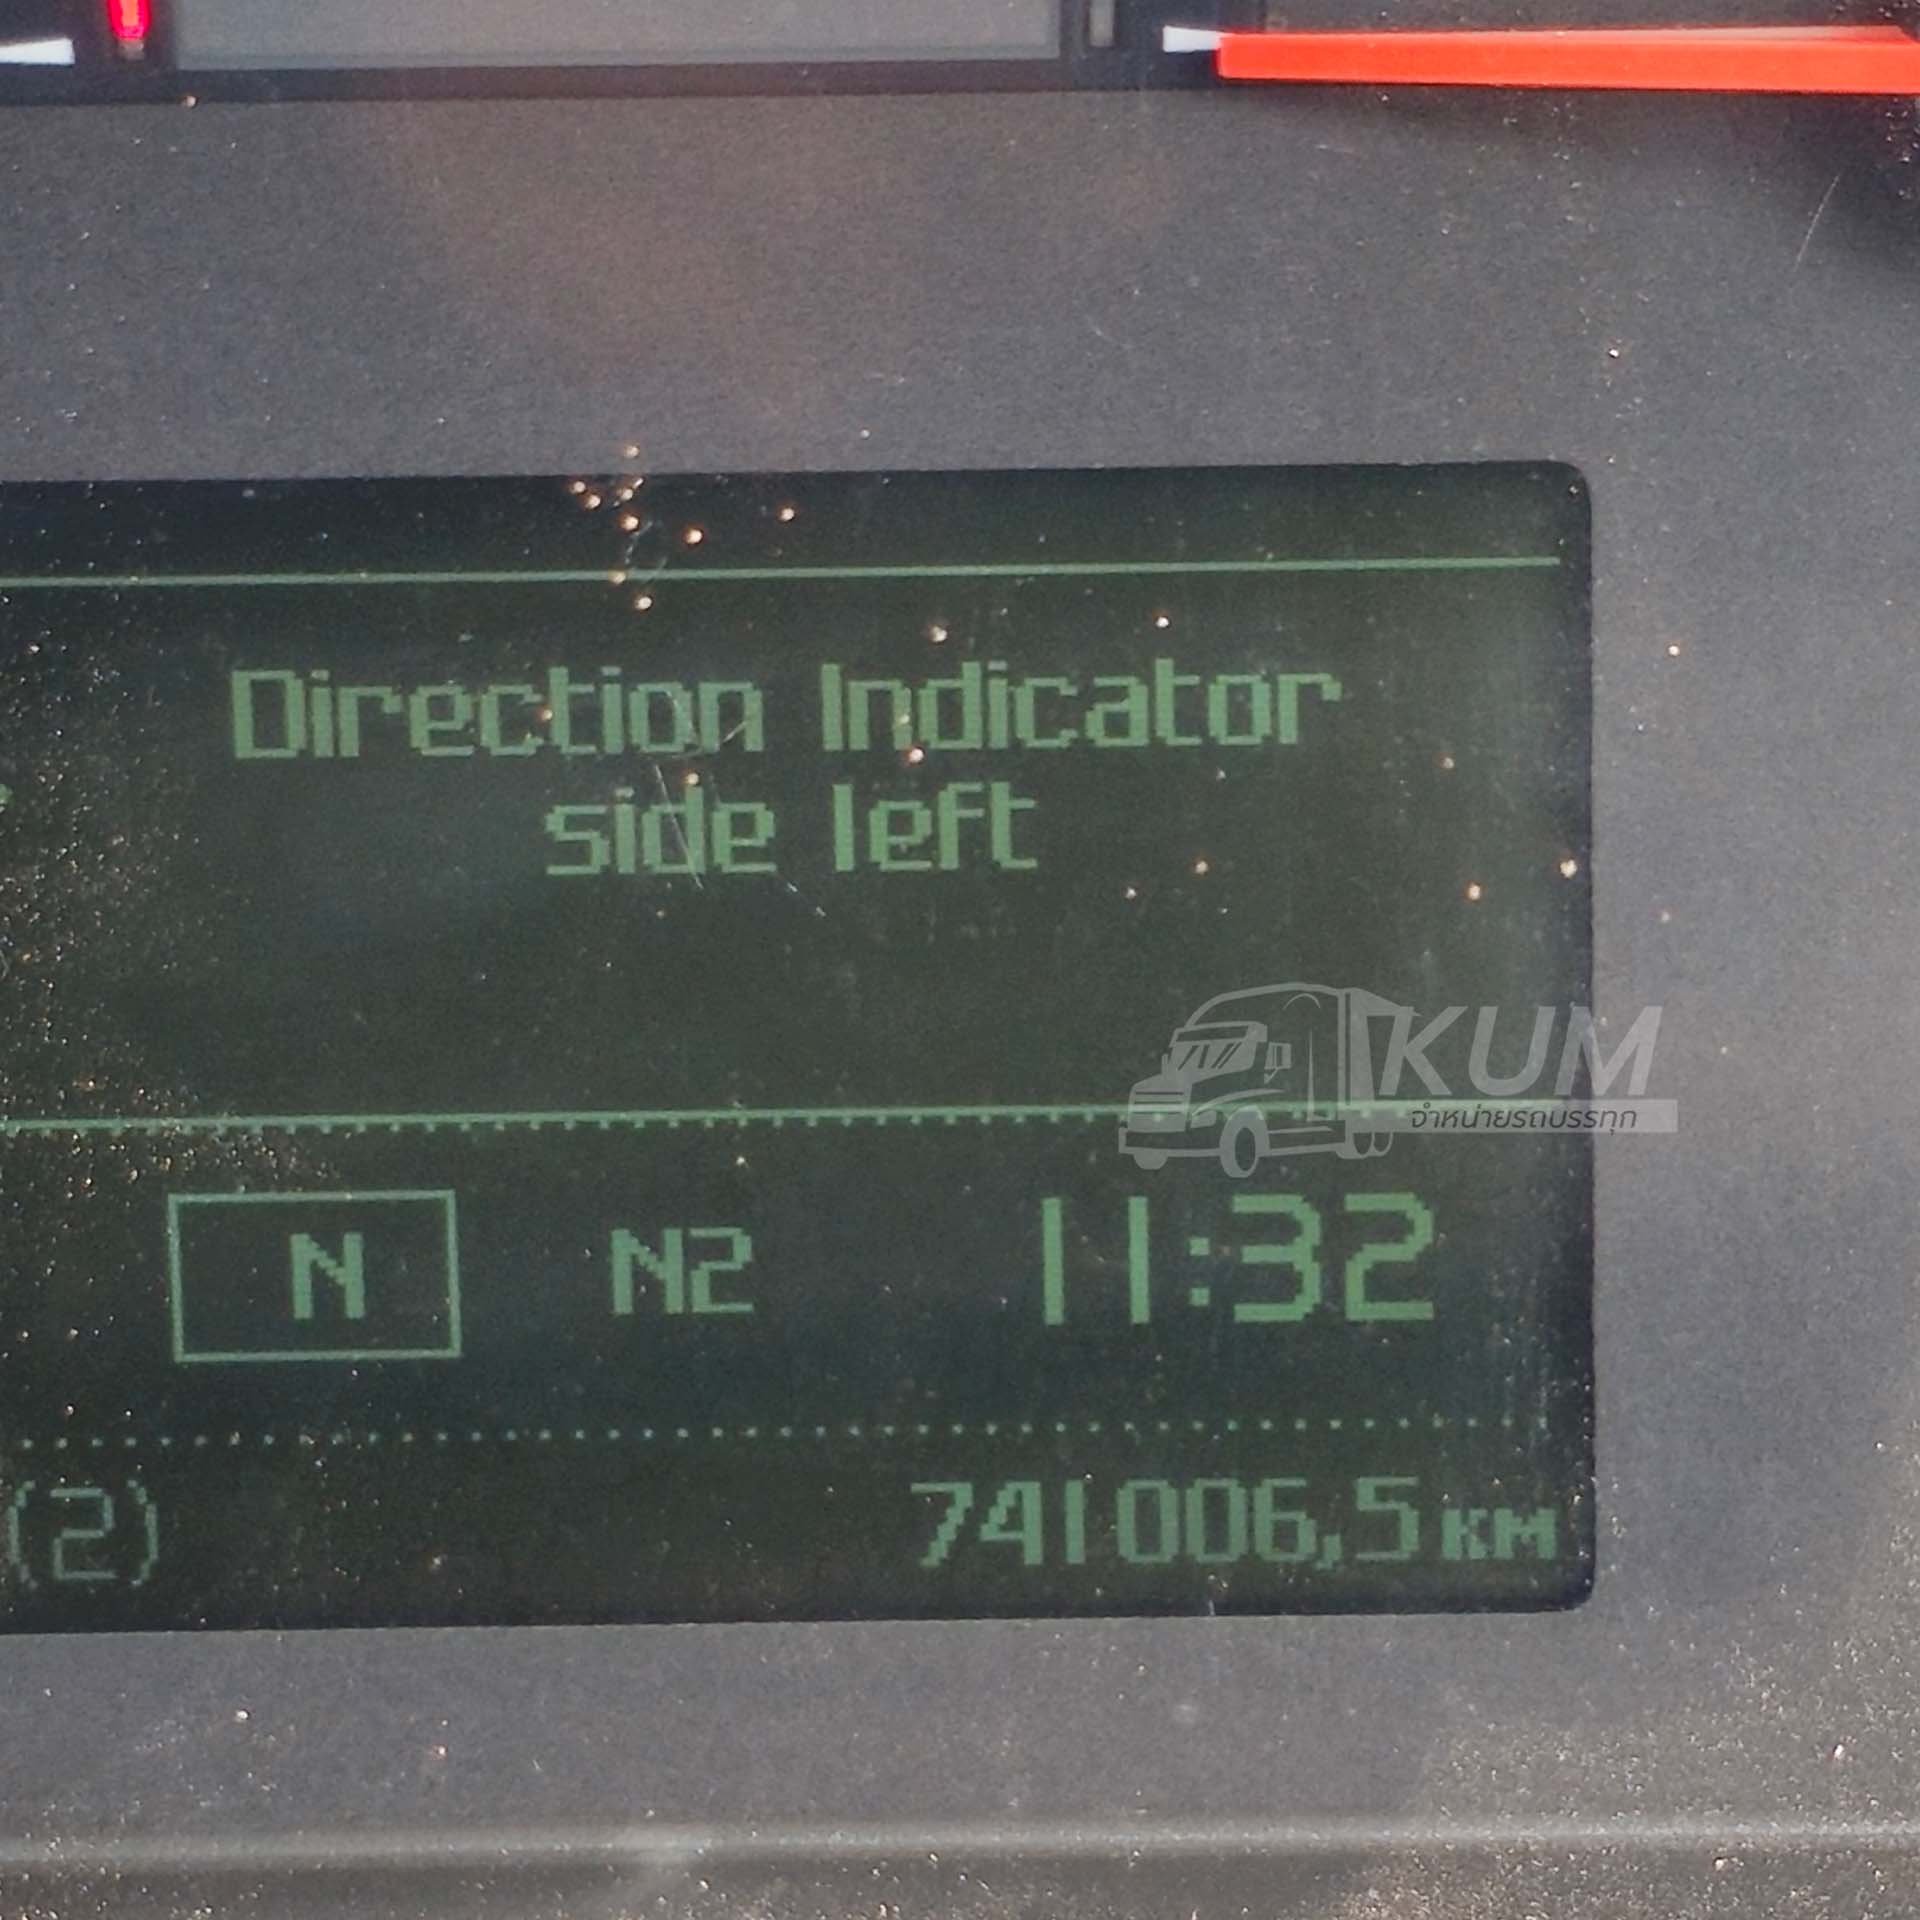 Direction Indicator
side left
KUM
จำหน่ายรถบรรทุก
N N2 11:32
(2) 741006,5 км